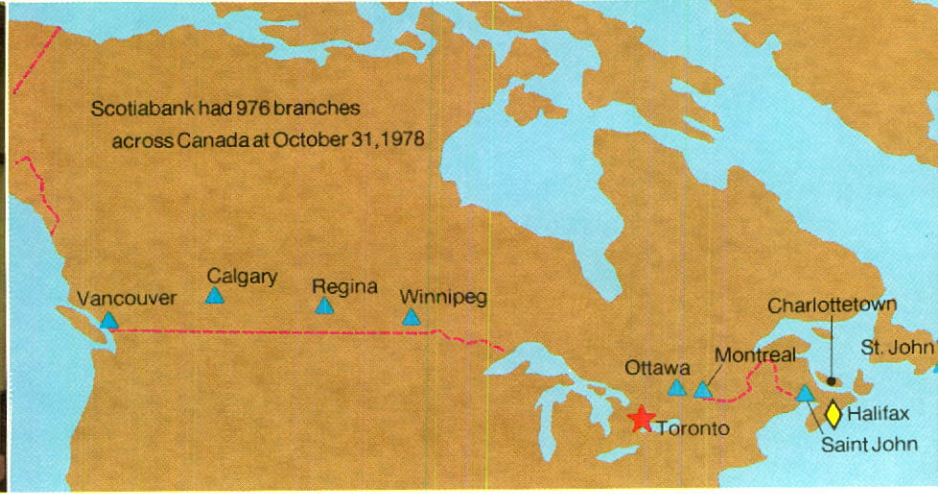 Scotiabank had 976 branches
across Canada at October 31, 1978
Calgary
Regina
Vancouver
Winnipeg
Charlottetown
St. John'
Ottawa
Montreal
Halifax
Toronto
Saint John